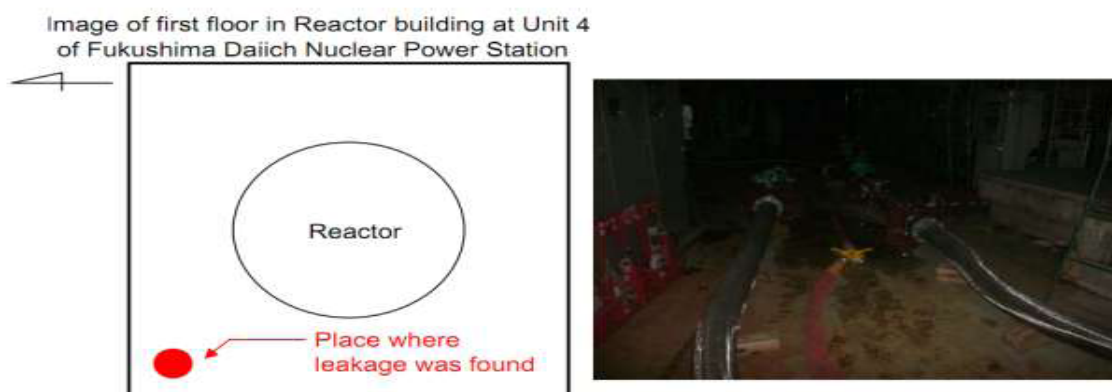 Image of first floor in Reactor building at Unit 4
of Fukushima Daiich Nuclear Power Station
Reactor
Place where
leakage was found